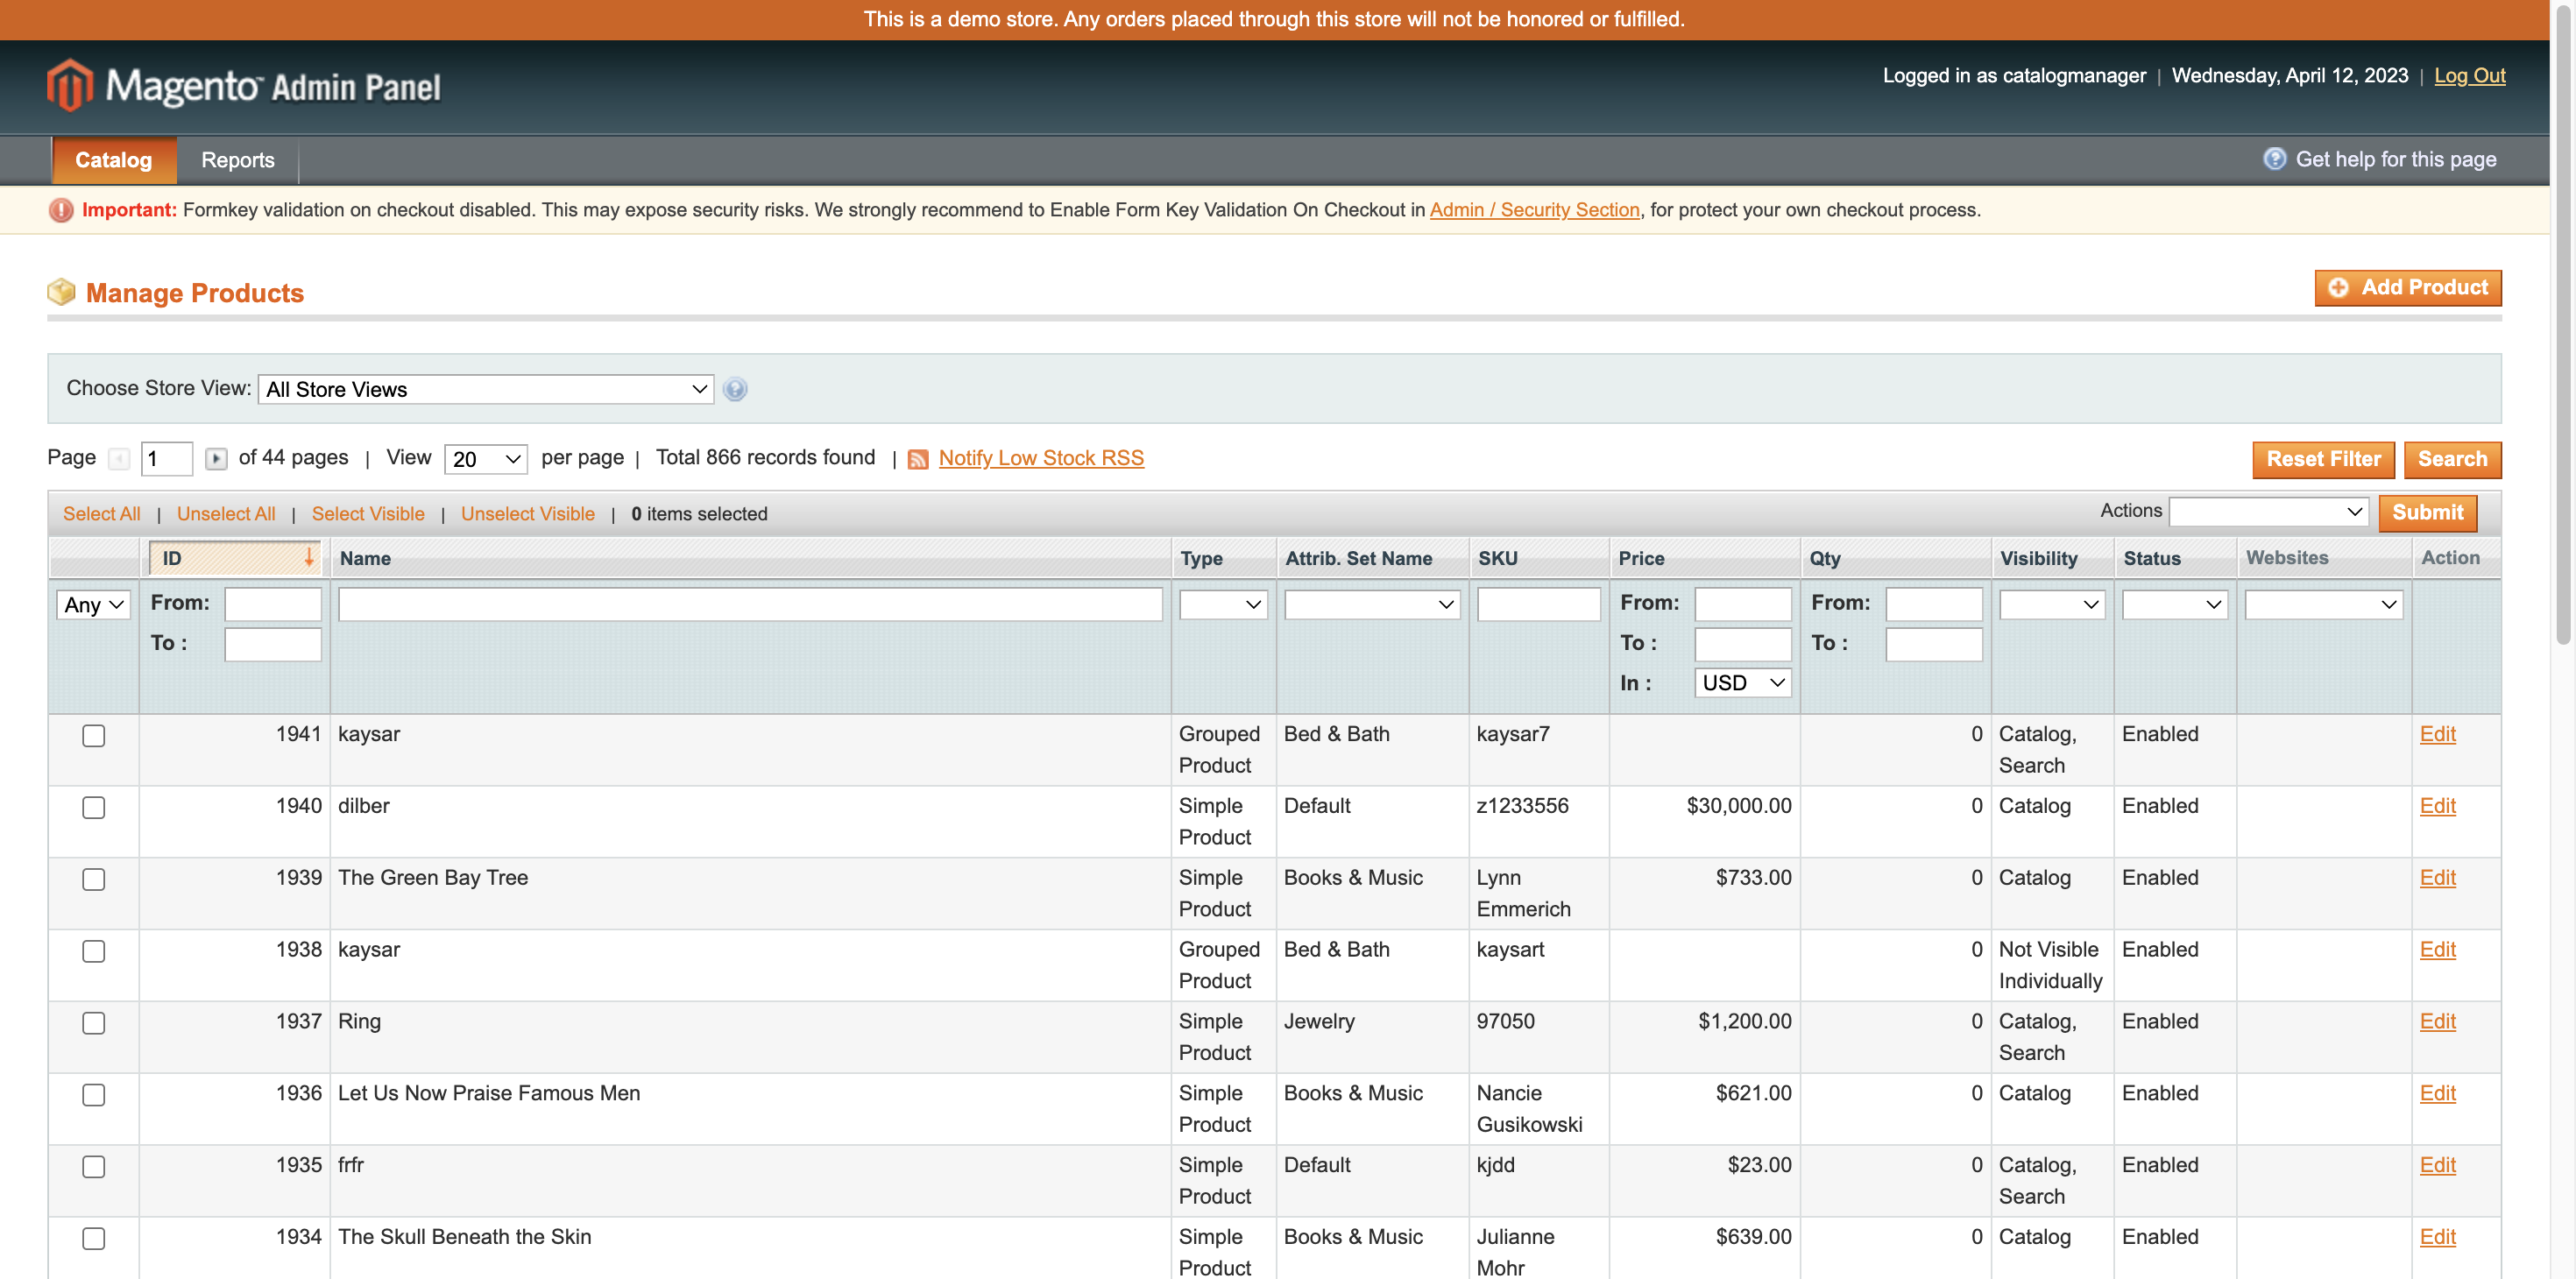 This is a demo store. Any orders placed through this store will not be honored or fulfilled.
Magento™ Admin Panel
Logged in as catalogmanager | Wednesday, April 12, 2023 | Log Out
Catalog Reports Get help for this page
Important: Formkey validation on checkout disabled. This may expose security risks. We strongly recommend to Enable Form Key Validation On Checkout in Admin / Security Section, for protect your own checkout process.
Manage Products Add Product
Choose Store View: All Store Views
Page 1 of 44 pages | View 20 per page | Total 866 records found | Notify Low Stock RSS Reset Filter Search
Select All | Unselect All | Select Visible | Unselect Visible | 0 items selected Actions Submit
ID Name Type Attrib. Set Name SKU Price Qty Visibility Status Websites Action
Any From: From: From:
To : To : To :
In : USD
1941 kaysar Grouped Bed & Bath kaysar7 0 Catalog, Enabled Edit
Product Search
1940 dilber Simple Default z1233556 $30,000.00 0 Catalog Enabled Edit
Product
1939 The Green Bay Tree Simple Books & Music Lynn $733.00 0 Catalog Enabled Edit
Product Emmerich
1938 kaysar Grouped Bed & Bath kaysart 0 Not Visible Enabled Edit
Product Individually
1937 Ring Simple Jewelry 97050 $1,200.00 0 Catalog, Enabled Edit
Product Search
1936 Let Us Now Praise Famous Men Simple Books & Music Nancie $621.00 0 Catalog Enabled Edit
Product Gusikowski
1935 frfr Simple Default kjdd $23.00 0 Catalog, Enabled Edit
Product Search
1934 The Skull Beneath the Skin Simple Books & Music Julianne $639.00 0 Catalog Enabled Edit
Product Mohr